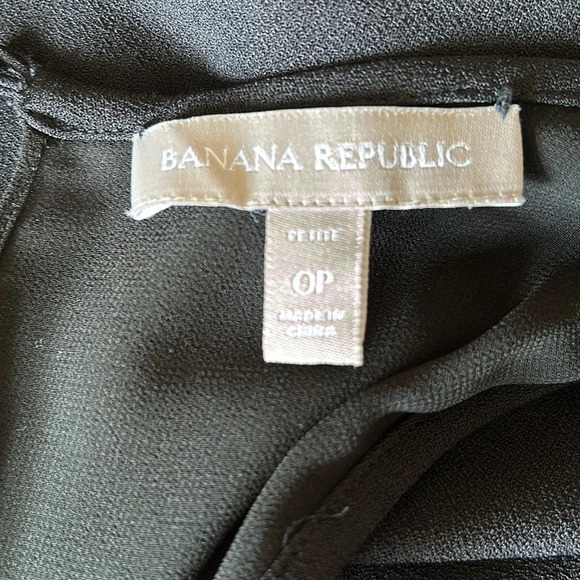 BANANA REPUBLIC
PETITE
0P
MADE IN
CHINA